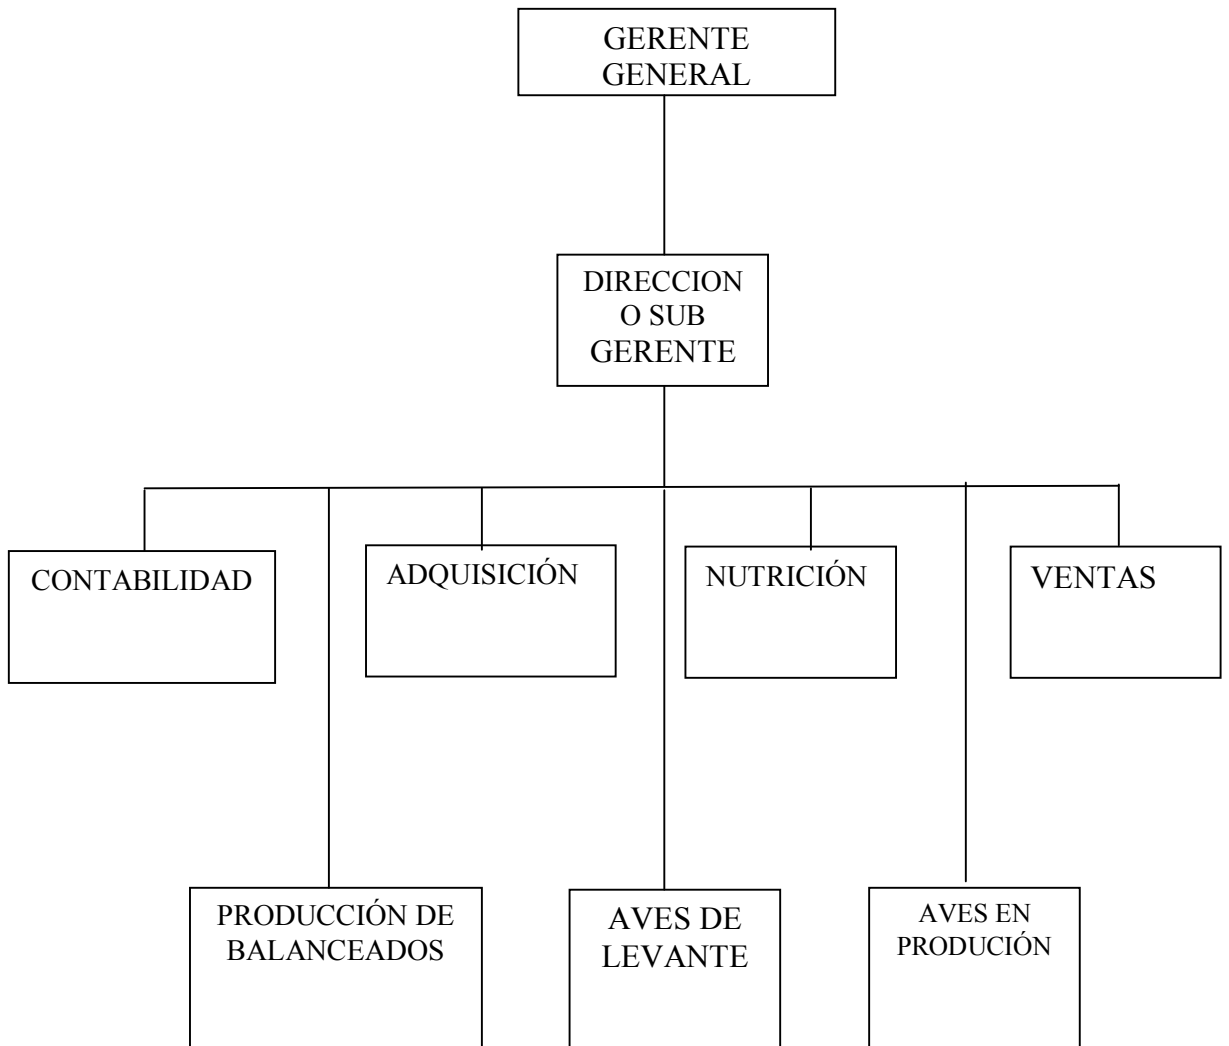 GERENTE
GENERAL
DIRECCION
O SUB
GERENTE
CONTABILIDAD
ADQUISICIÓN
NUTRICIÓN
VENTAS
PRODUCCIÓN DE
BALANCEADOS
AVES DE
LEVANTE
AVES EN
PRODUCIÓN